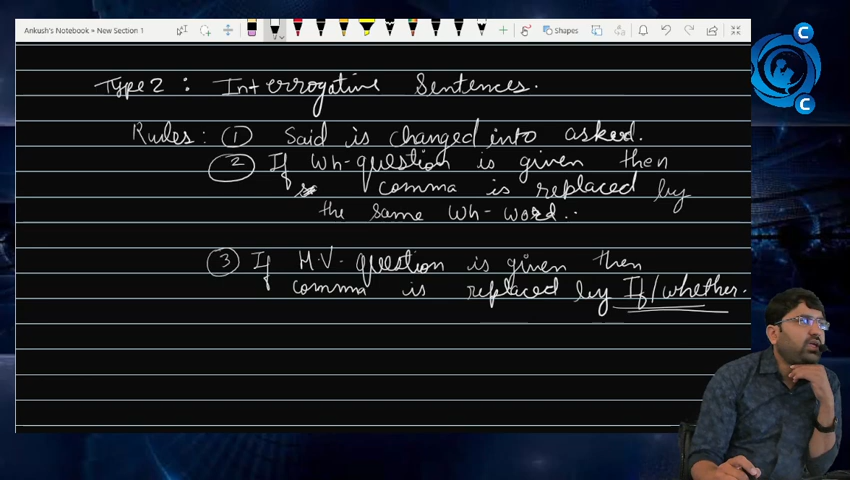 Ankush's Notebook » New Section 1
Shapes
C
C
Type 2 : Interrogative Sentences.
Rules: ① Said is changed into asked.
② If Wh-question is given then
comma is replaced by
the same Wh-word..
③ If M.V-question is given then
comma is replaced by If/whether.